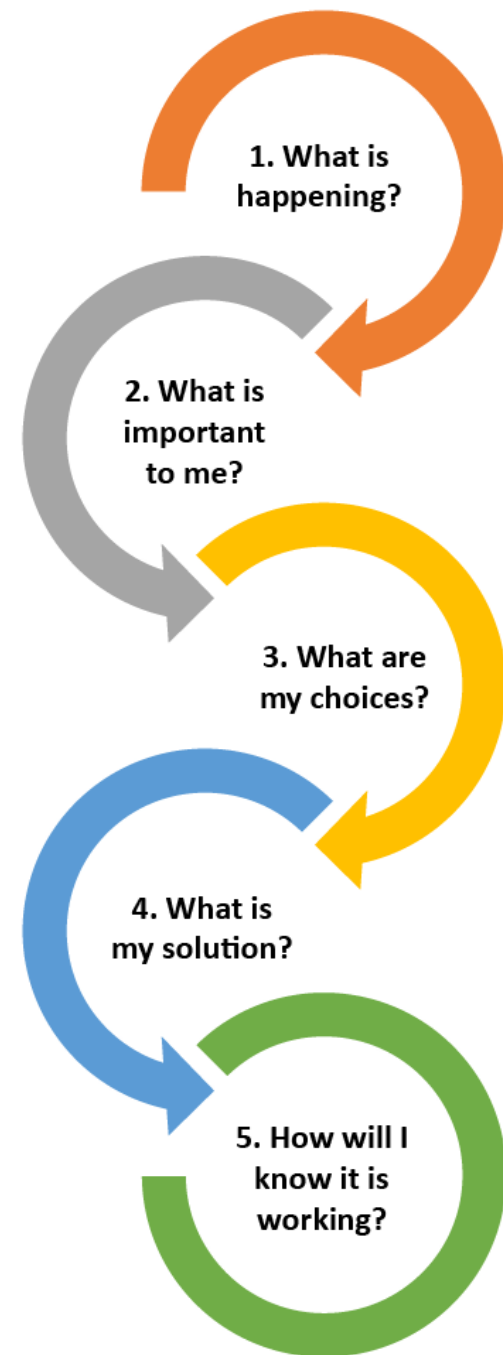 1. What is
happening?
2. What is
important
to me?
3. What are
my choices?
4. What is
my solution?
5. How will I
know it is
working?